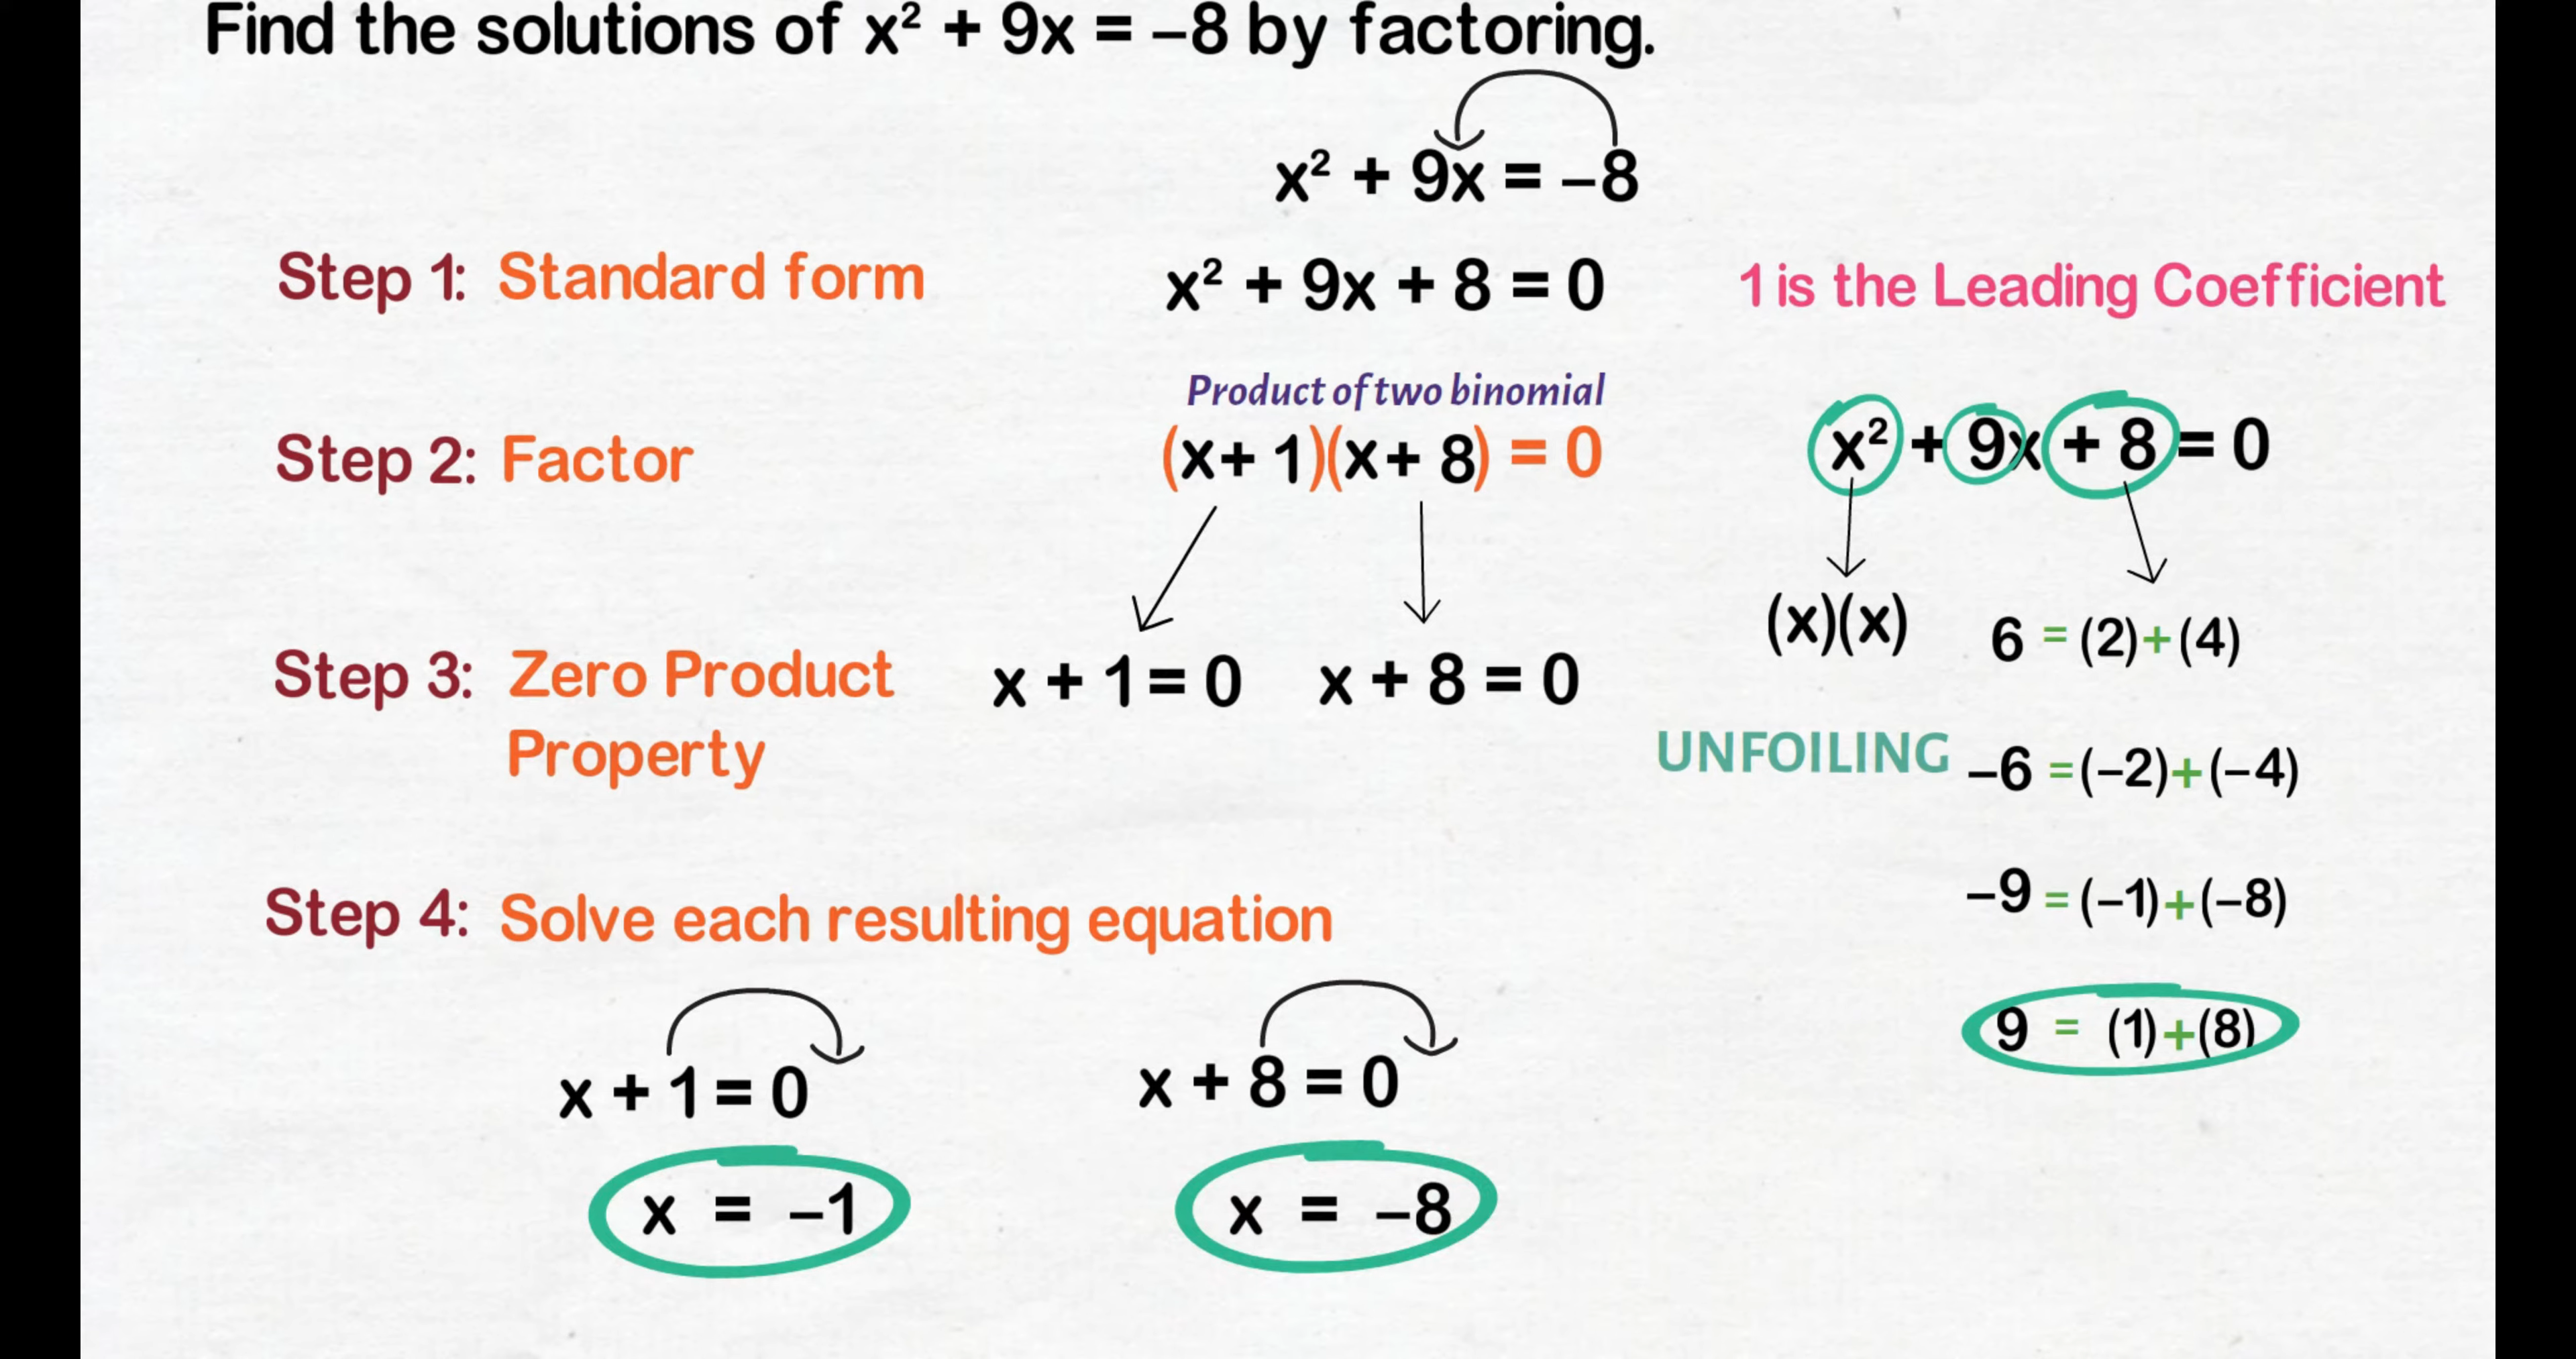 Find the solutions of x² + 9x = –8 by factoring.
x² + 9x = –8
Step 1: Standard form
x² + 9x + 8 = 0
1 is the Leading Coefficient
Product of two binomial
Step 2: Factor
(x+ 1)(x+ 8) = 0
x² + 9x + 8 = 0
(x)(x)
6 = (2)+(4)
Step 3: Zero Product
Property
x + 1 = 0
x + 8 = 0
UNFOILING
–6 =(–2)+(–4)
–9 = (–1)+(–8)
9 = (1)+(8)
Step 4: Solve each resulting equation
x + 1 = 0
x + 8 = 0
x = –1
x = –8